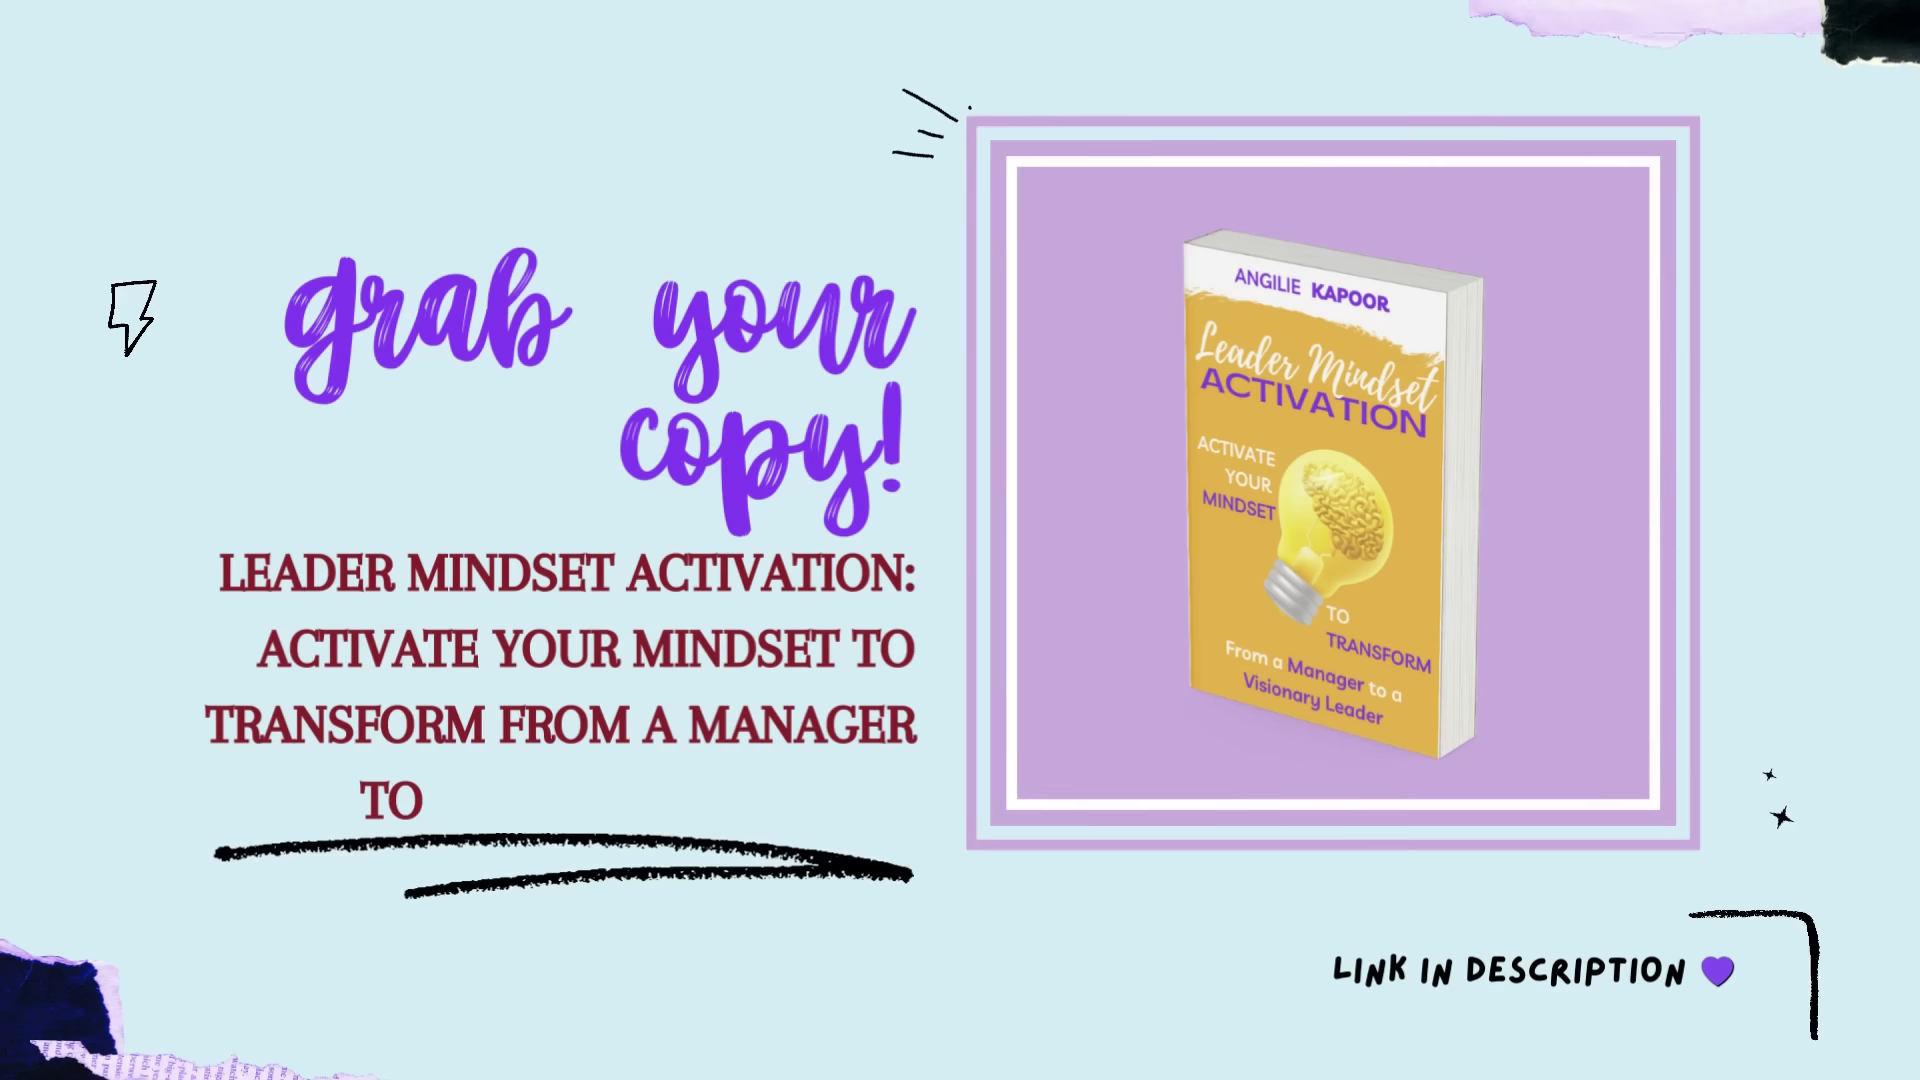 grab your
copy!
LEADER MINDSET ACTIVATION:
ACTIVATE YOUR MINDSET TO
TRANSFORM FROM A MANAGER
TO
ANGILIE KAPOOR
Leader Mindset
ACTIVATION
ACTIVATE
YOUR
MINDSET
TO
TRANSFORM
From a Manager to a
Visionary Leader
LINK IN DESCRIPTION